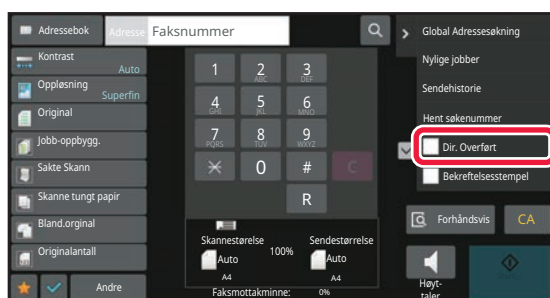 Adressebok
Adresse
Faksnummer
Kontrast
Auto
Oppløsning
Superfin
Original
Jobb-oppbygg.
Sakte Skann
Skanne tungt papir
Bland.orginal
Originalantall
Andre
1
2
ABC
3
DEF
4
GHI
5
JKL
6
MNO
7
PQRS
8
TUV
9
WXYZ
0
#
C
R
Skannestørelse
100%
Sendestørrelse
Auto
Auto
A4
A4
Faksmottakminne:
0%
Global Adressesøkning
Nylige jobber
Sendehistorie
Hent søkenummer
Dir. Overført
Bekreftelsesstempel
Forhåndsvis
CA
Høyt-
taler